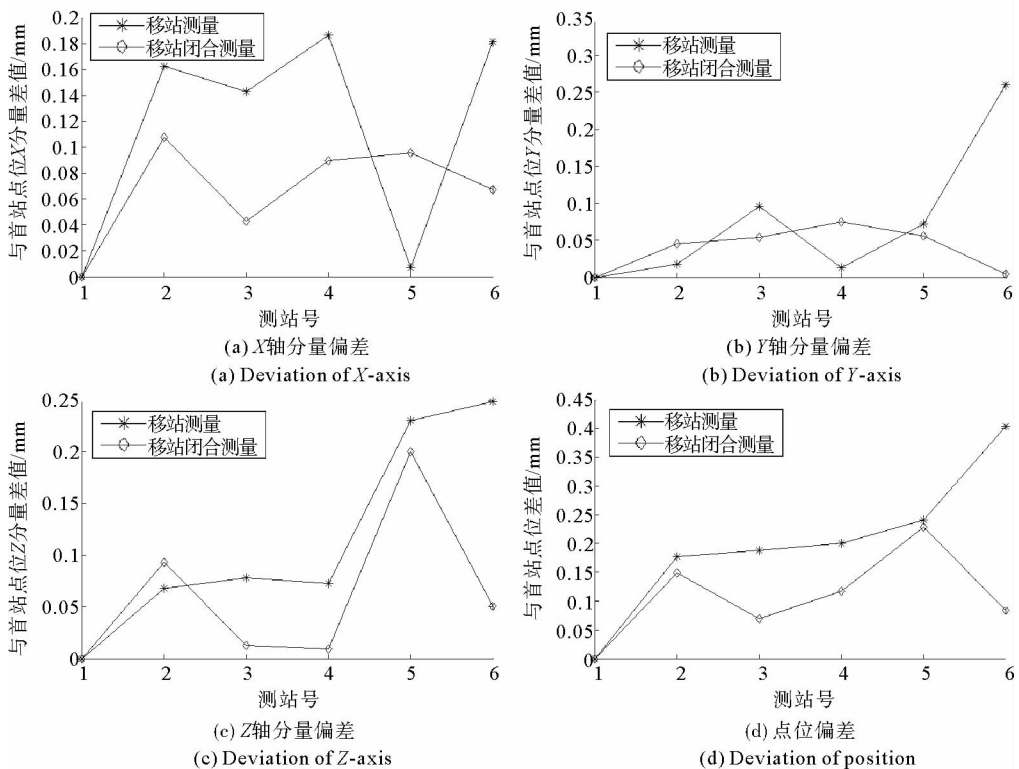 与首站点位X分量差值/mm
0.2
0.18
0.16
0.14
0.12
0.10
0.08
0.06
0.04
0.02
0
移站测量
移站闭合测量
1 2 3 4 5 6
测站号
(a) X轴分量偏差
(a) Deviation of X-axis
与首站点位Y分量差值/mm
0.35
0.3
0.25
0.2
0.15
0.1
0.05
0
移站测量
移站闭合测量
1 2 3 4 5 6
测站号
(b) Y轴分量偏差
(b) Deviation of Y-axis
与首站点位Z分量差值/mm
0.25
0.2
0.15
0.1
0.05
0
移站测量
移站闭合测量
1 2 3 4 5 6
测站号
(c) Z轴分量偏差
(c) Deviation of Z-axis
与首站点位差值/mm
0.45
0.4
0.35
0.3
0.25
0.2
0.15
0.1
0.05
0
移站测量
移站闭合测量
1 2 3 4 5 6
测站号
(d) 点位偏差
(d) Deviation of position